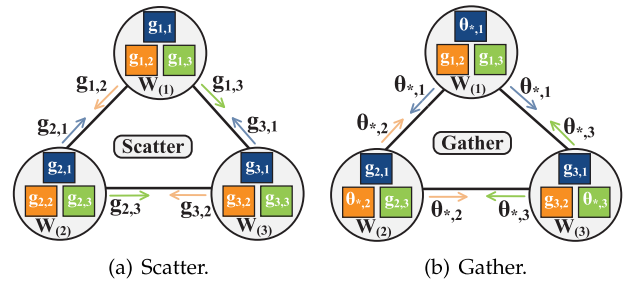 g1,1
g1,2 g1,3
W(1)
g1,2 g1,3
g2,1 g3,1
Scatter
g2,1
g2,2 g2,3
W(2)
g2,3 g3,2
g3,1
g3,2 g3,3
W(3)
(a) Scatter.
θ*,1
g1,2 g1,3
W(1)
θ*,1 θ*,1
θ*,2 θ*,3
Gather
g2,1
θ*,2 g2,3
W(2)
θ*,2 θ*,3
g3,1
g3,2 θ*,3
W(3)
(b) Gather.